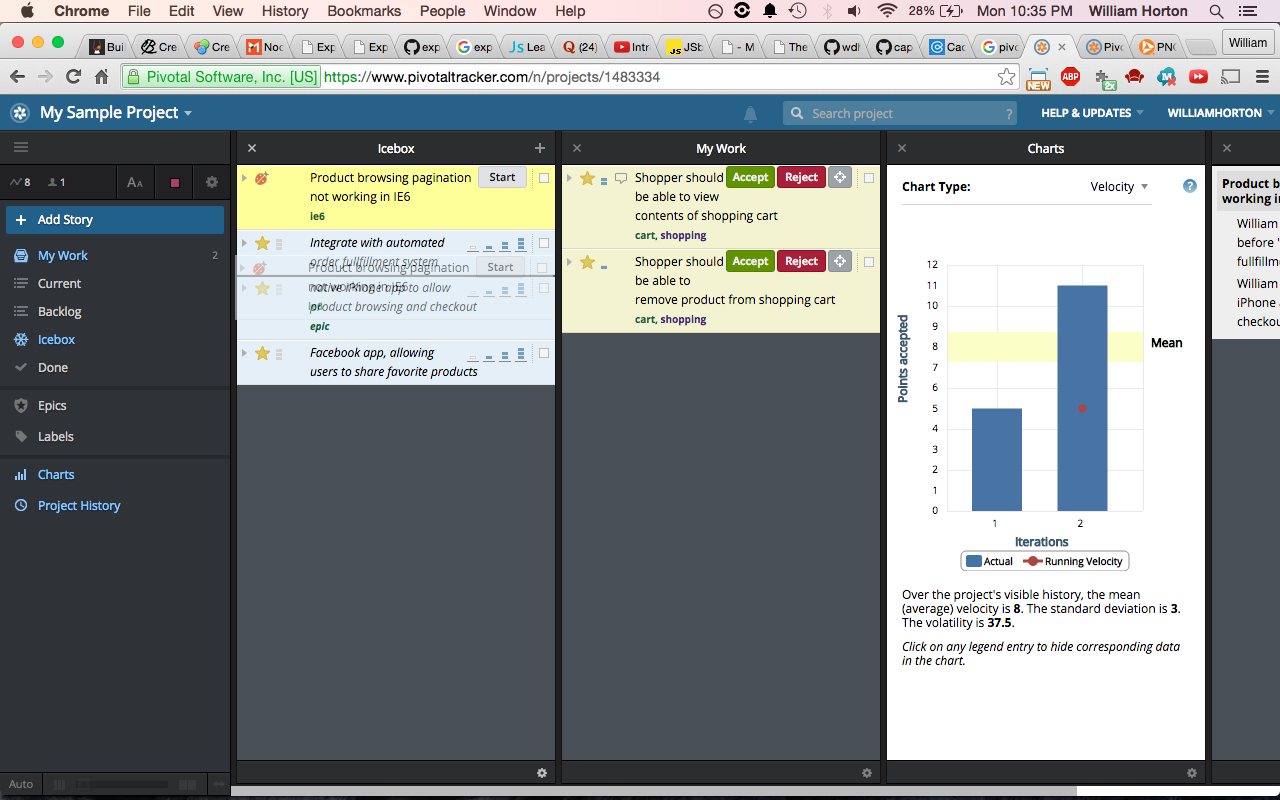 Chrome File Edit View History Bookmarks People Window Help 28% Mon 10:35 PM William Horton
Bui Cre Cre Noc Exp Exp exp exp Lea Q (24) Intr JSb - M The wdh cap Cac pivo Pivo PNG William
Pivotal Software, Inc. [US] https://www.pivotaltracker.com/n/projects/1483334 NEW ABP 2x
My Sample Project Search project ? HELP & UPDATES WILLIAMHORTON
8 1 AA
Add Story
My Work 2
Current
Backlog
Icebox
Done
Epics
Labels
Charts
Project History
Auto
Icebox
Product browsing pagination Start
not working in IE6
ie6
Integrate with automated
order fullfillment system
Product browsing pagination Start
not working in IE6
native iPhone app to allow
product browsing and checkout
epic
Facebook app, allowing
users to share favorite products
My Work
Shopper should Accept Reject
be able to view
contents of shopping cart
cart, shopping
Shopper should Accept Reject
be able to
remove product from shopping cart
cart, shopping
Charts
Chart Type: Velocity ?
12
11
10
9
8
7
6
5
4
3
2
1
0
Points accepted
Mean
1 2
Iterations
Actual Running Velocity
Over the project's visible history, the mean
(average) velocity is 8. The standard deviation is 3.
The volatility is 37.5.
Click on any legend entry to hide corresponding data
in the chart.
Product b
working in
William
before '
fullfillm
William
iPhone a
checkou